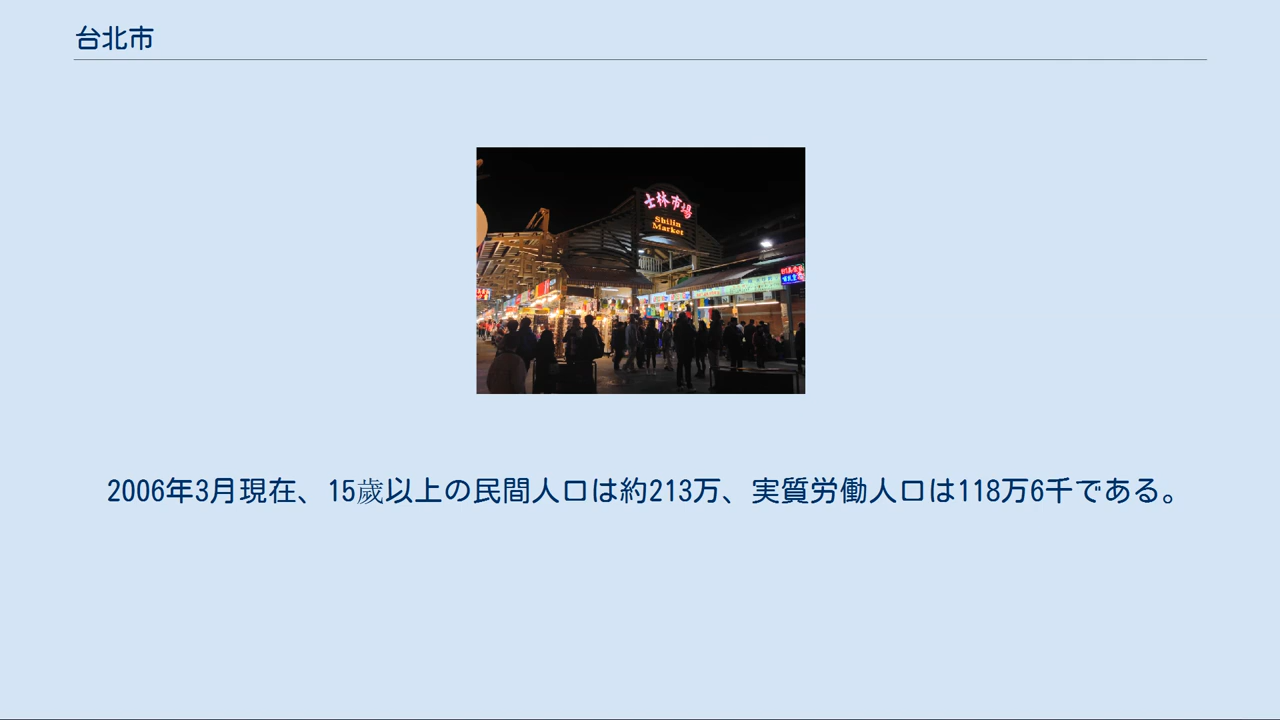 台北市
士林市場
Shilin
Market
2006年3月現在、15歲以上の民間人口は約213万、実質労働人口は118万6千である。